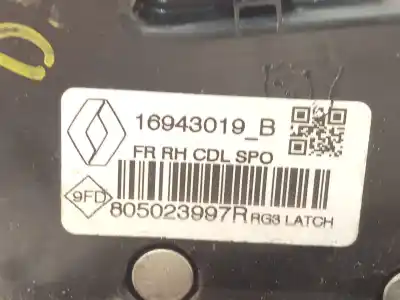 16943019_B
FR RH CDL SPO
9FD
805023997R RG3 LATCH